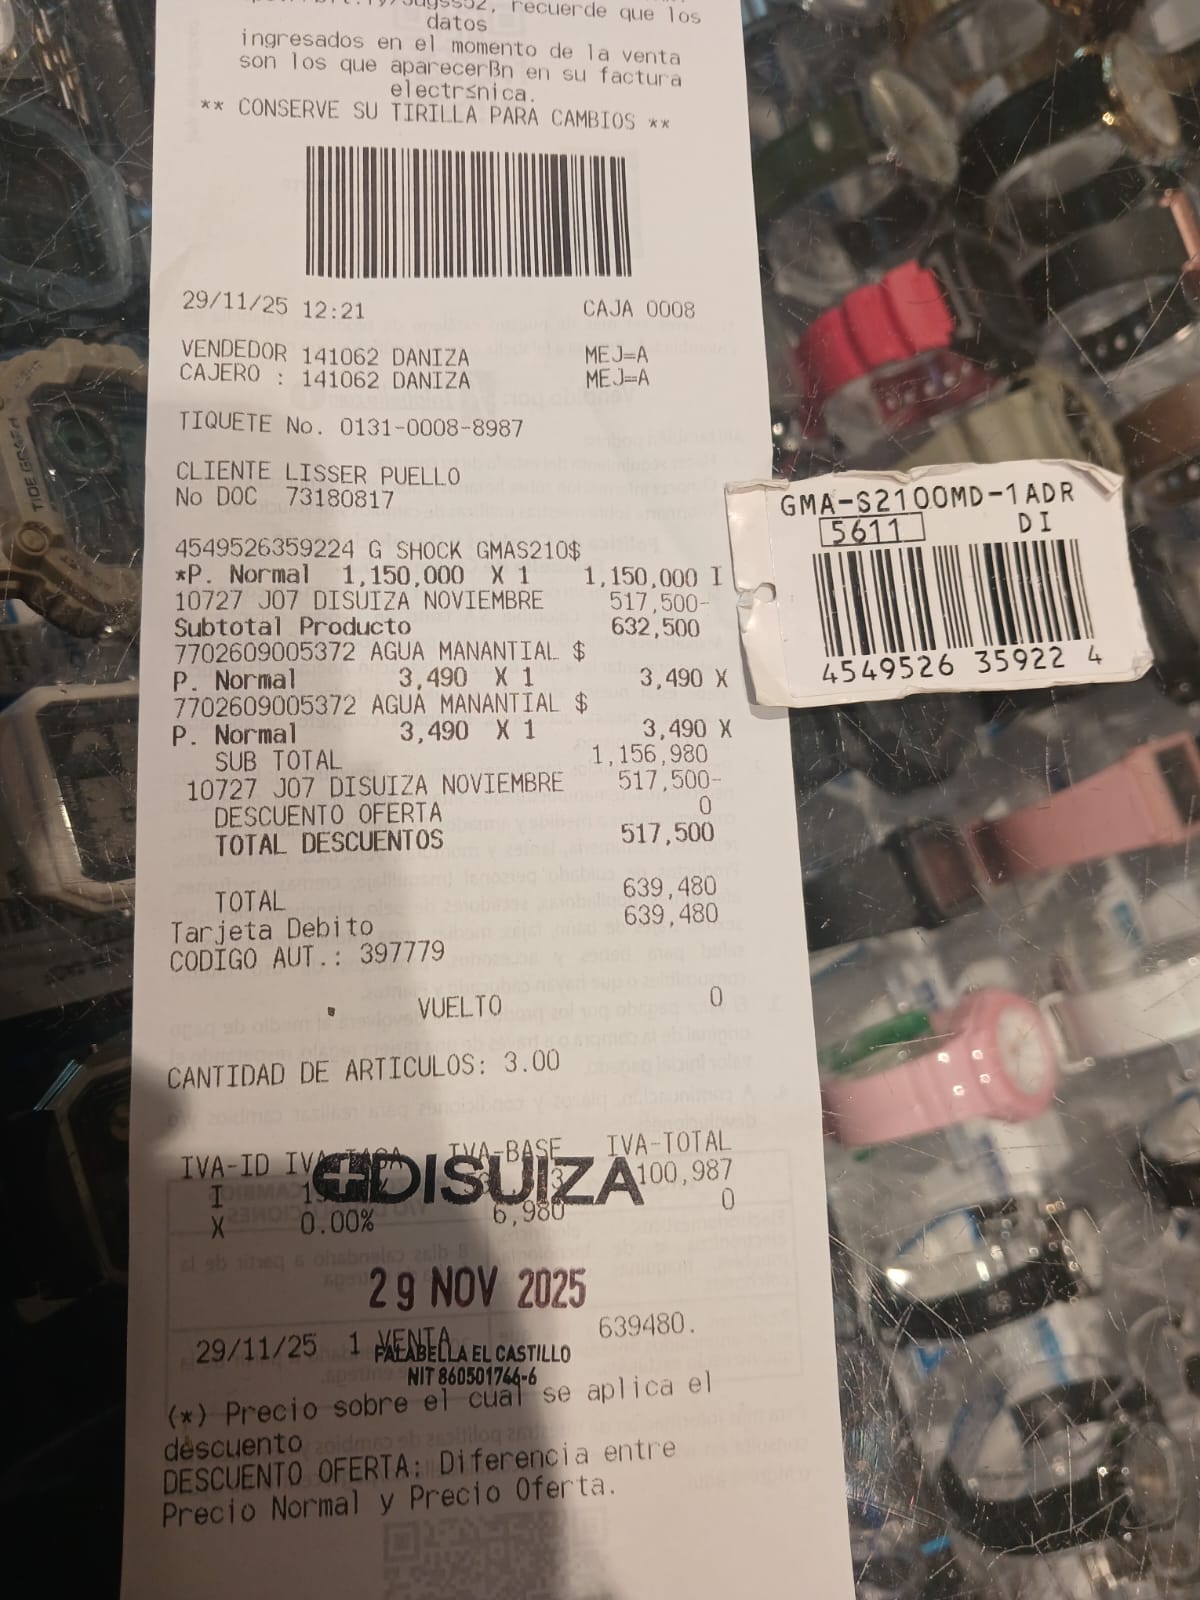 recuerde que los
datos
ingresados en el momento de la venta
son los que aparecerßn en su factura
electr≤nica.
** CONSERVE SU TIRILLA PARA CAMBIOS **
29/11/25 12:21 CAJA 0008
VENDEDOR 141062 DANIZA MEJ=A
CAJERO : 141062 DANIZA MEJ=A
TIQUETE No. 0131-0008-8987
CLIENTE LISSER PUELLO
No DOC 73180817
4549526359224 G SHOCK GMAS210$
*P. Normal 1,150,000 X 1 1,150,000 I
10727 J07 DISUIZA NOVIEMBRE 517,500-
Subtotal Producto 632,500
7702609005372 AGUA MANANTIAL $
P. Normal 3,490 X 1 3,490 X
7702609005372 AGUA MANANTIAL $
P. Normal 3,490 X 1 3,490 X
SUB TOTAL 1,156,980
10727 J07 DISUIZA NOVIEMBRE 517,500-
DESCUENTO OFERTA 0
TOTAL DESCUENTOS 517,500
TOTAL 639,480
Tarjeta Debito 639,480
CODIGO AUT.: 397779
VUELTO 0
CANTIDAD DE ARTICULOS: 3.00
IVA-ID IVA-TASA IVA-BASE IVA-TOTAL
I 100,987
DISUIZA
X 0.00% 6,980 0
29 NOV 2025
29/11/25 1 VENTA 639480.
FALABELLA EL CASTILLO
NIT 860501746-6
(*) Precio sobre el cual se aplica el
descuento
DESCUENTO OFERTA: Diferencia entre
Precio Normal y Precio Oferta.
GMA-S2100MD-1ADR
5611 DI
4549526 35922 4
TIDE GRAPH